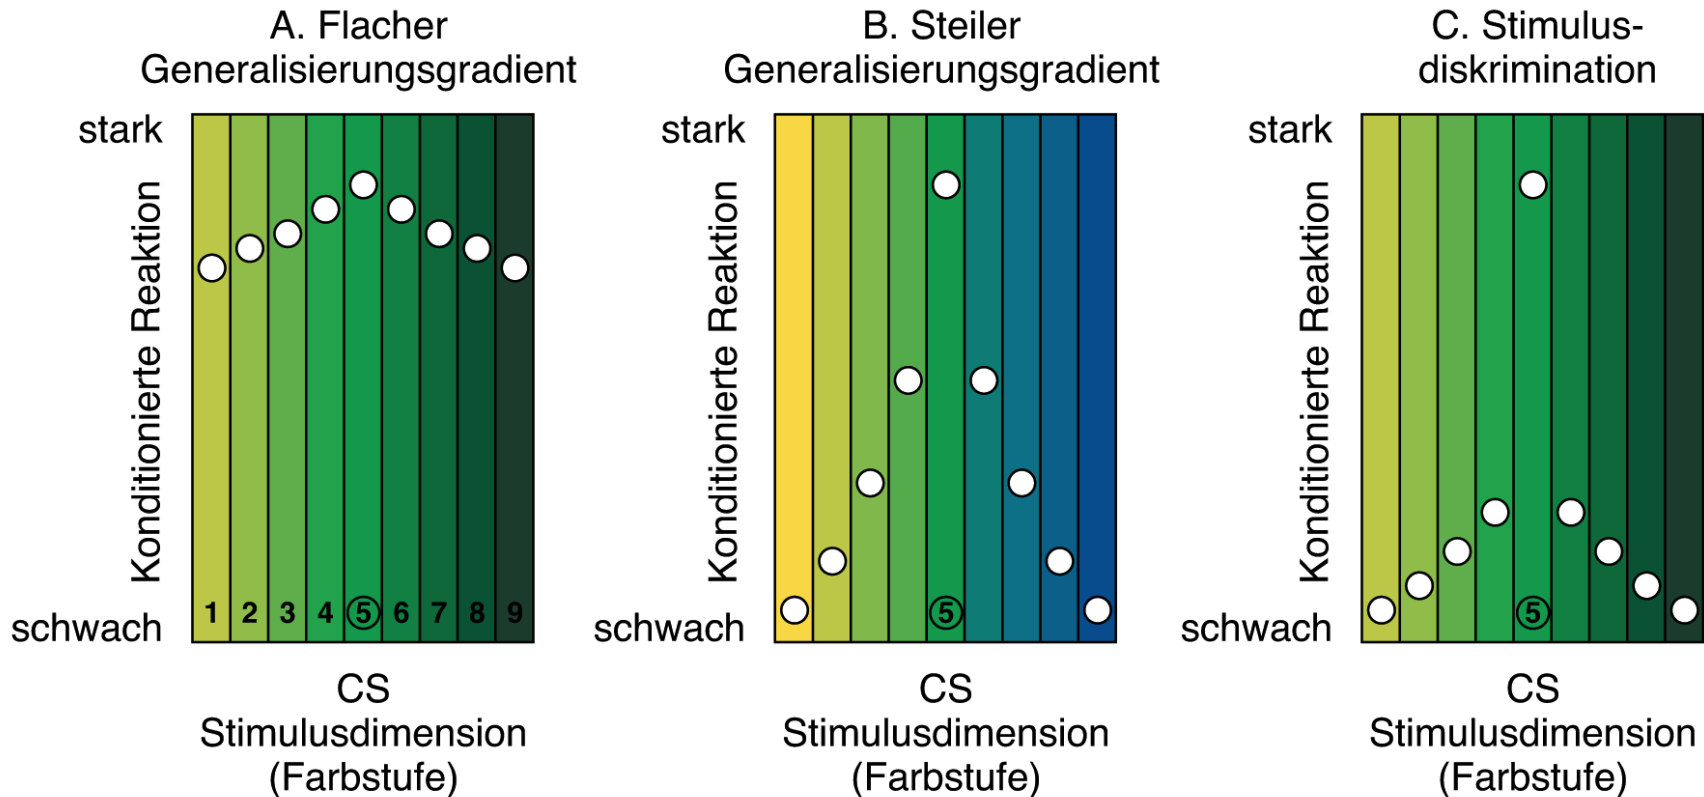 A. Flacher
Generalisierungsgradient
stark
Konditionierte Reaktion
schwach
1 2 3 4 5 6 7 8 9
CS
Stimulusdimension
(Farbstufe)
B. Steiler
Generalisierungsgradient
stark
Konditionierte Reaktion
schwach
5
CS
Stimulusdimension
(Farbstufe)
C. Stimulus-
diskrimination
stark
Konditionierte Reaktion
schwach
5
CS
Stimulusdimension
(Farbstufe)